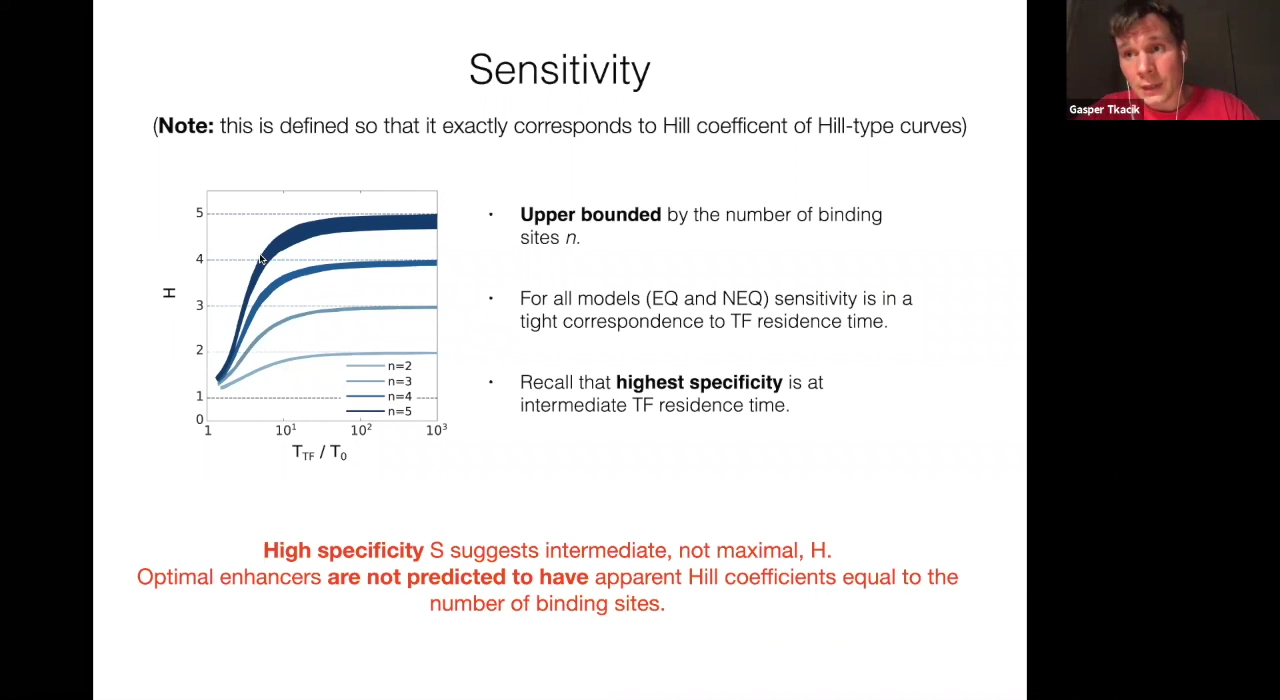 Sensitivity
(Note: this is defined so that it exactly corresponds to Hill coefficent of Hill-type curves)
Gasper Tkacik
5
4
3
2
1
0
H
n=2
n=3
n=4
n=5
1
10¹
10²
10³
T_TF / T_0
· Upper bounded by the number of binding
sites n.
· For all models (EQ and NEQ) sensitivity is in a
tight correspondence to TF residence time.
· Recall that highest specificity is at
intermediate TF residence time.
High specificity S suggests intermediate, not maximal, H.
Optimal enhancers are not predicted to have apparent Hill coefficients equal to the
number of binding sites.